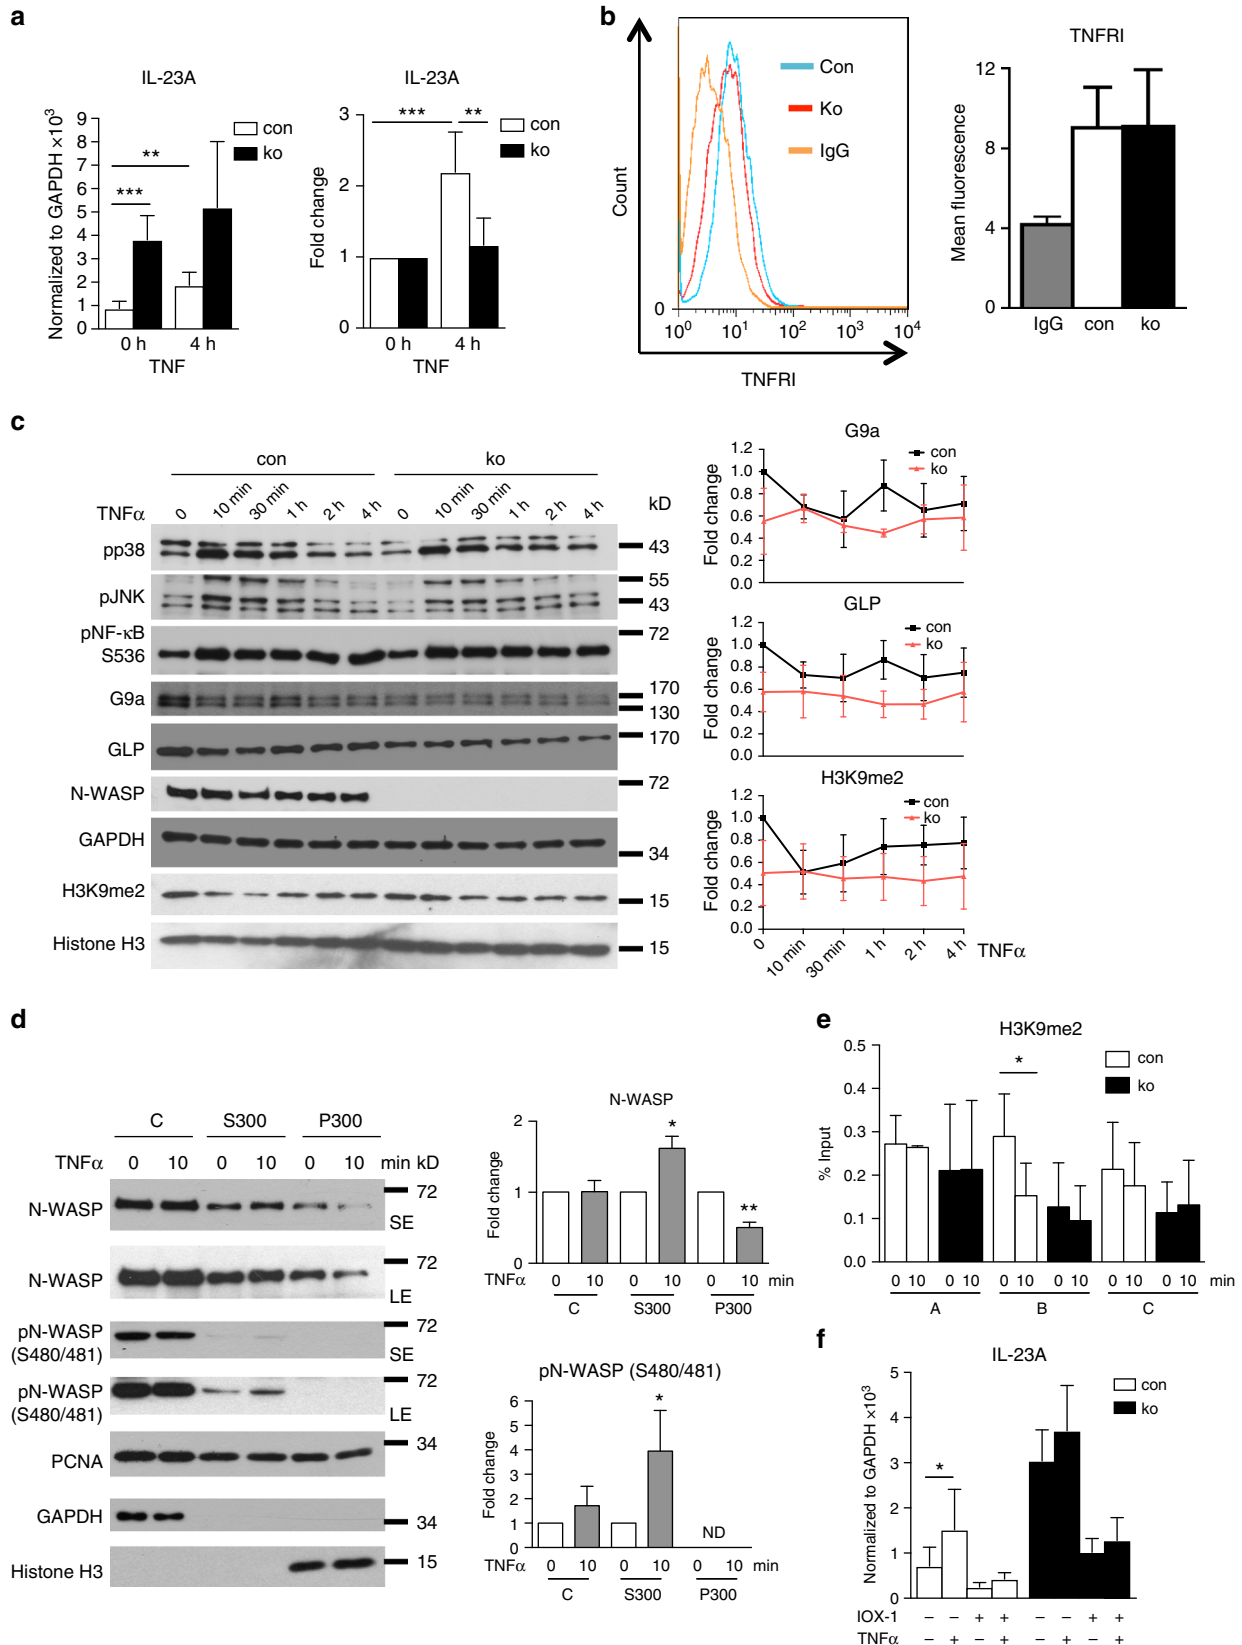 a
IL-23A
Normalized to GAPDH ×10³
9
8
7
6
5
4
3
2
1
0
***
**
con
ko
0 h 4 h
TNF
IL-23A
Fold change
3
2
1
0
*** **
con
ko
0 h 4 h
TNF
b
Count
0
Con
Ko
IgG
10⁰ 10¹ 10² 10³ 10⁴
TNFRI
TNFRI
Mean fluorescence
12
8
4
0
IgG con ko
c
con ko
TNFα 0 10 min 30 min 1 h 2 h 4 h 0 10 min 30 min 1 h 2 h 4 h kD
pp38 43
pJNK 55
43
pNF-κB 72
S536
G9a 170
130
GLP 170
N-WASP 72
GAPDH 34
H3K9me2 15
Histone H3 15
G9a
Fold change
1.2
1.0
0.8
0.6
0.4
0.2
0.0
con
ko
GLP
Fold change
1.2
1.0
0.8
0.6
0.4
0.2
0.0
con
ko
H3K9me2
Fold change
1.2
1.0
0.8
0.6
0.4
0.2
0.0
con
ko
0 10 min 30 min 1 h 2 h 4 h TNFα
d
C S300 P300
TNFα 0 10 0 10 0 10 min kD
N-WASP 72
SE
N-WASP 72
LE
pN-WASP 72
(S480/481) SE
pN-WASP 72
(S480/481) LE
PCNA 34
GAPDH 34
Histone H3 15
N-WASP
Fold change
2
1
0
*
**
TNFα 0 10 0 10 0 10 min
C S300 P300
pN-WASP (S480/481)
Fold change
6
5
4
3
2
1
0
*
ND
TNFα 0 10 0 10 0 10 min
C S300 P300
e
H3K9me2
% Input
0.5
0.4
0.3
0.2
0.1
0.0
*
con
ko
0 10 0 10 0 10 0 10 0 10 0 10 min
A B C
f
IL-23A
Normalized to GAPDH ×10³
5
4
3
2
1
0
*
con
ko
IOX-1 − − + + − − + +
TNFα − + − + − + − +